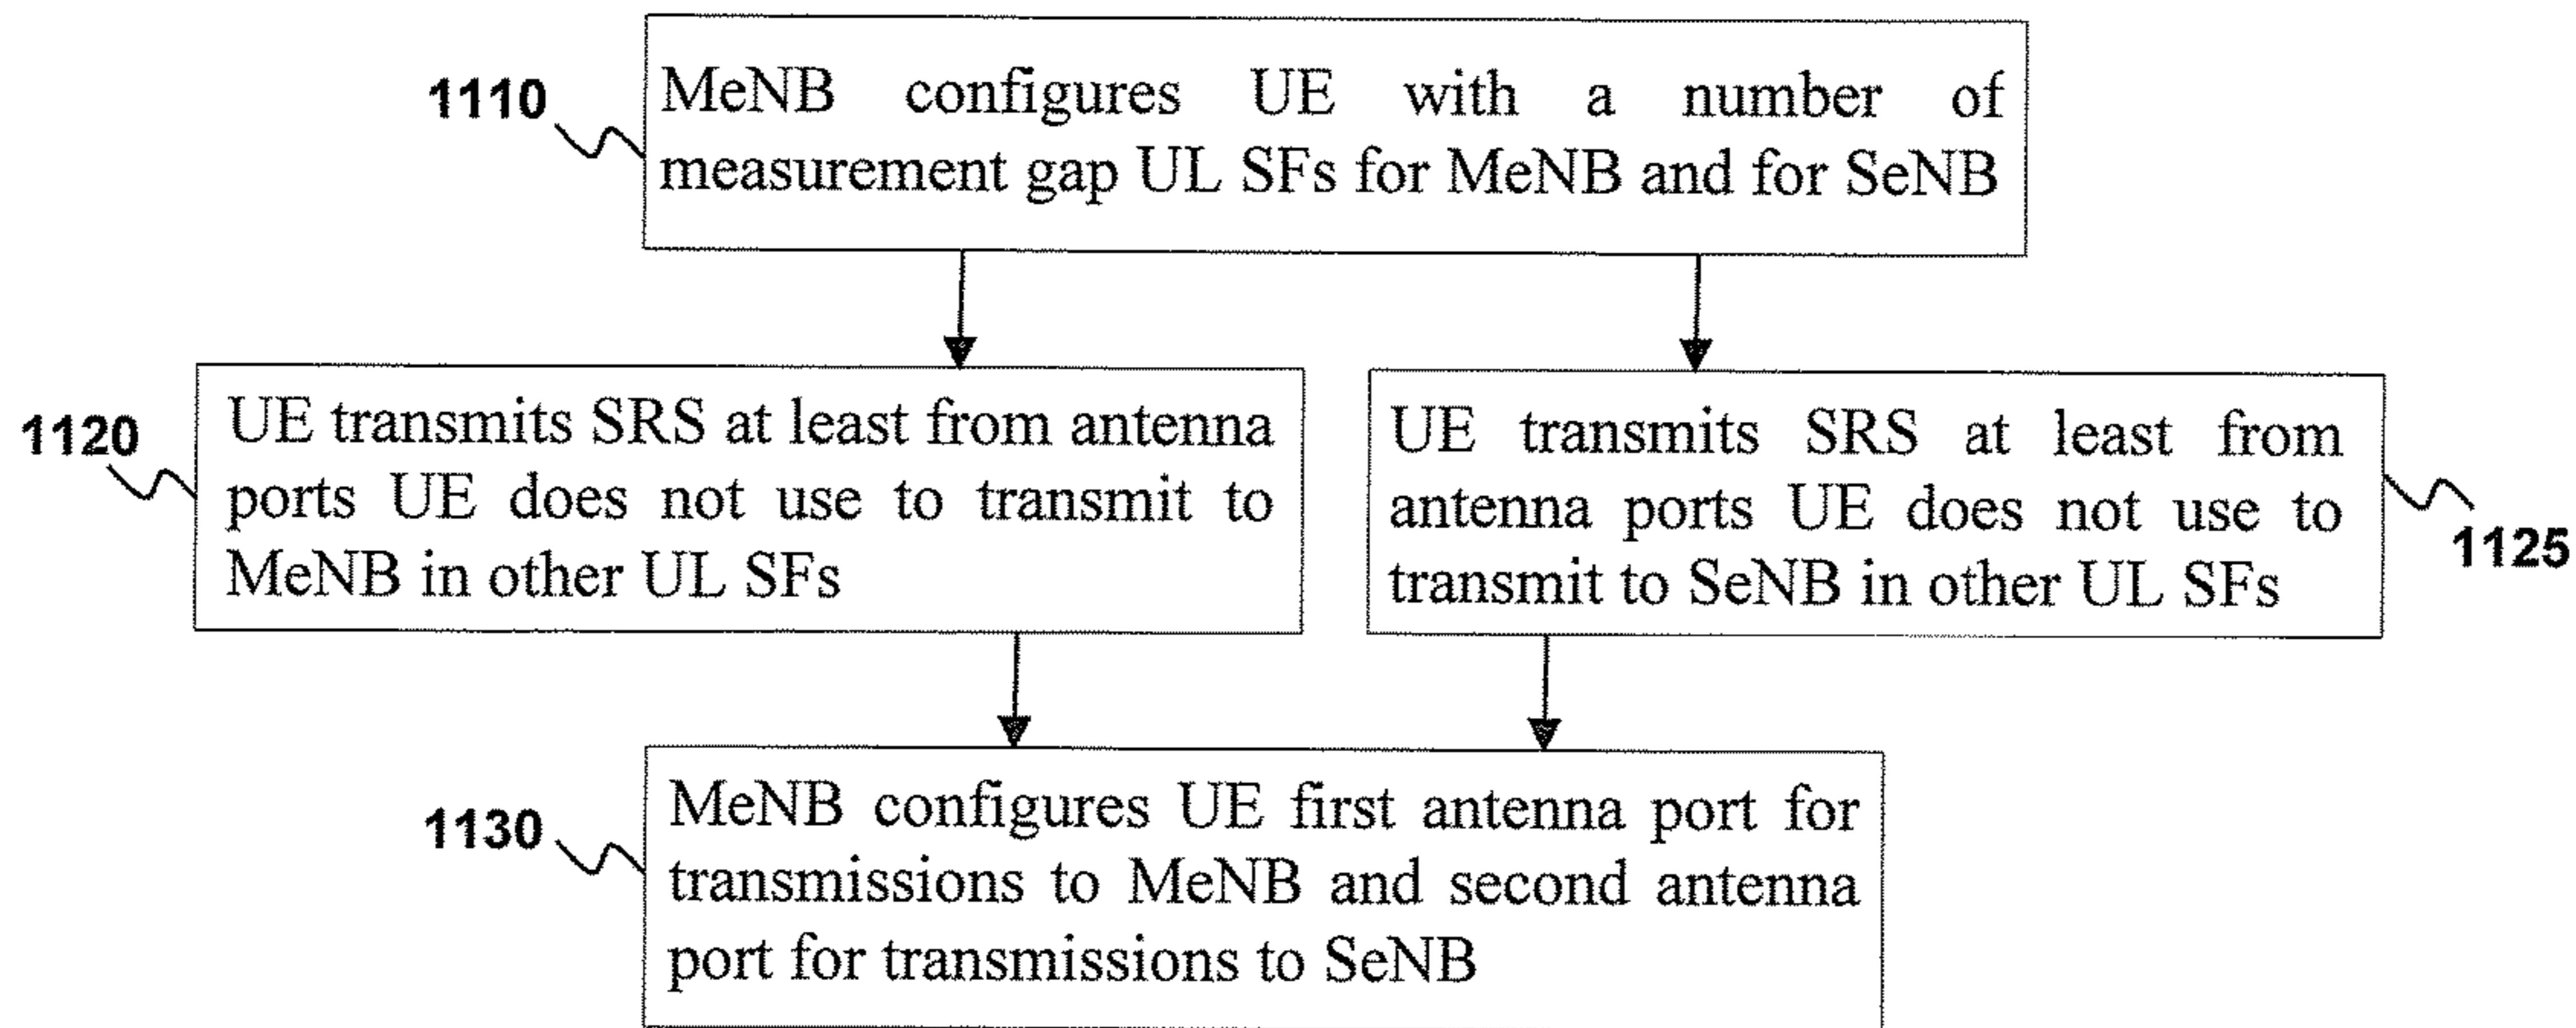 1110
MeNB configures UE with a number of
measurement gap UL SFs for MeNB and for SeNB
1120
UE transmits SRS at least from antenna
ports UE does not use to transmit to
MeNB in other UL SFs
UE transmits SRS at least from
antenna ports UE does not use to
transmit to SeNB in other UL SFs
1125
1130
MeNB configures UE first antenna port for
transmissions to MeNB and second antenna
port for transmissions to SeNB